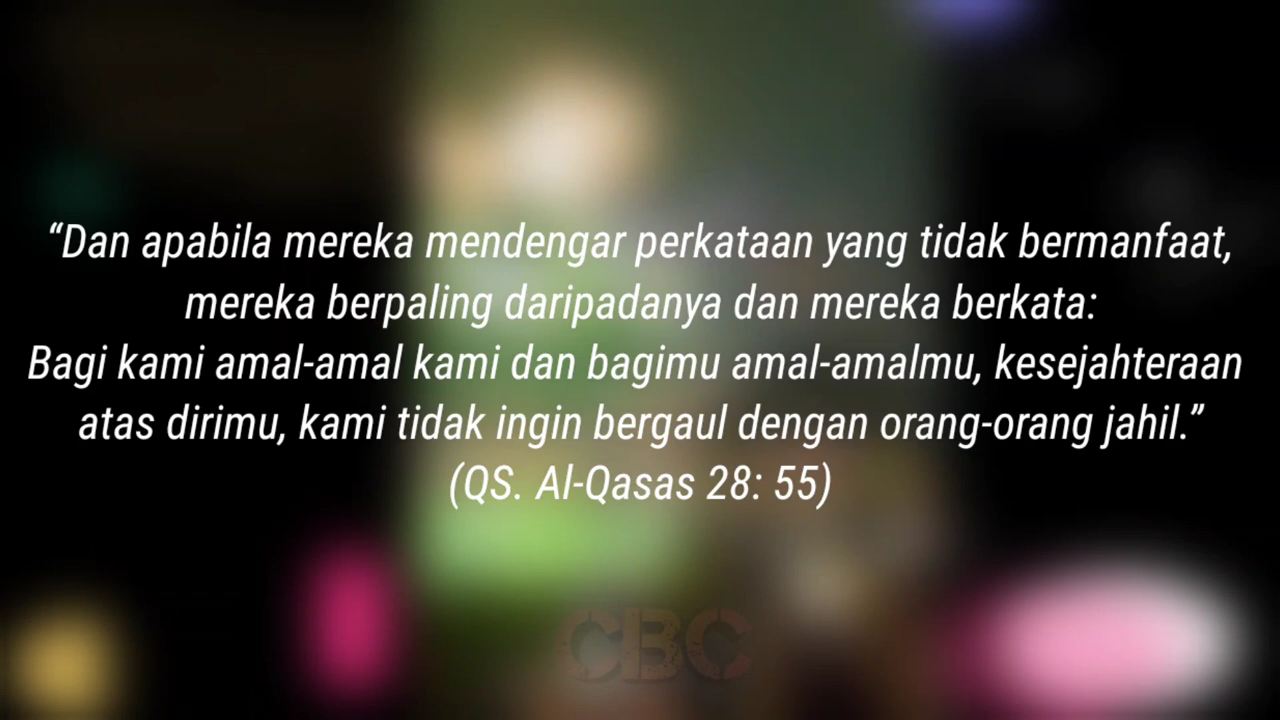 “Dan apabila mereka mendengar perkataan yang tidak bermanfaat,
mereka berpaling daripadanya dan mereka berkata:
Bagi kami amal-amal kami dan bagimu amal-amalmu, kesejahteraan
atas dirimu, kami tidak ingin bergaul dengan orang-orang jahil.”
(QS. Al-Qasas 28: 55)
CBC